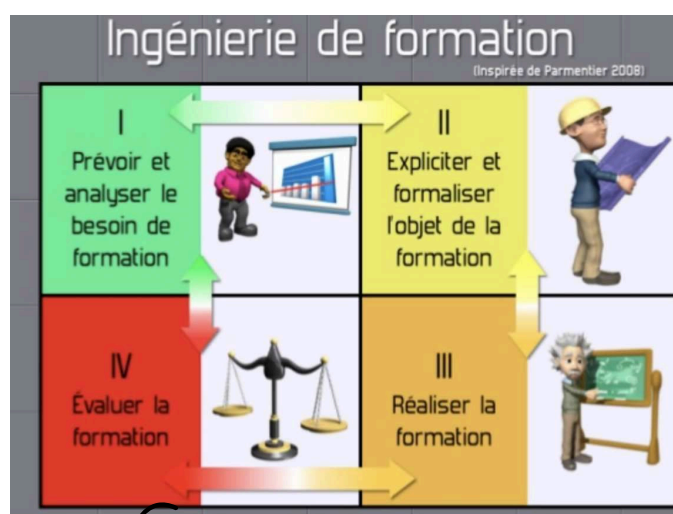 Ingénierie de formation
(Inspirée de Parmentier 2008)
I
Prévoir et
analyser le
besoin de
formation
II
Expliciter et
formaliser
l'objet de la
formation
IV
Évaluer la
formation
III
Réaliser la
formation